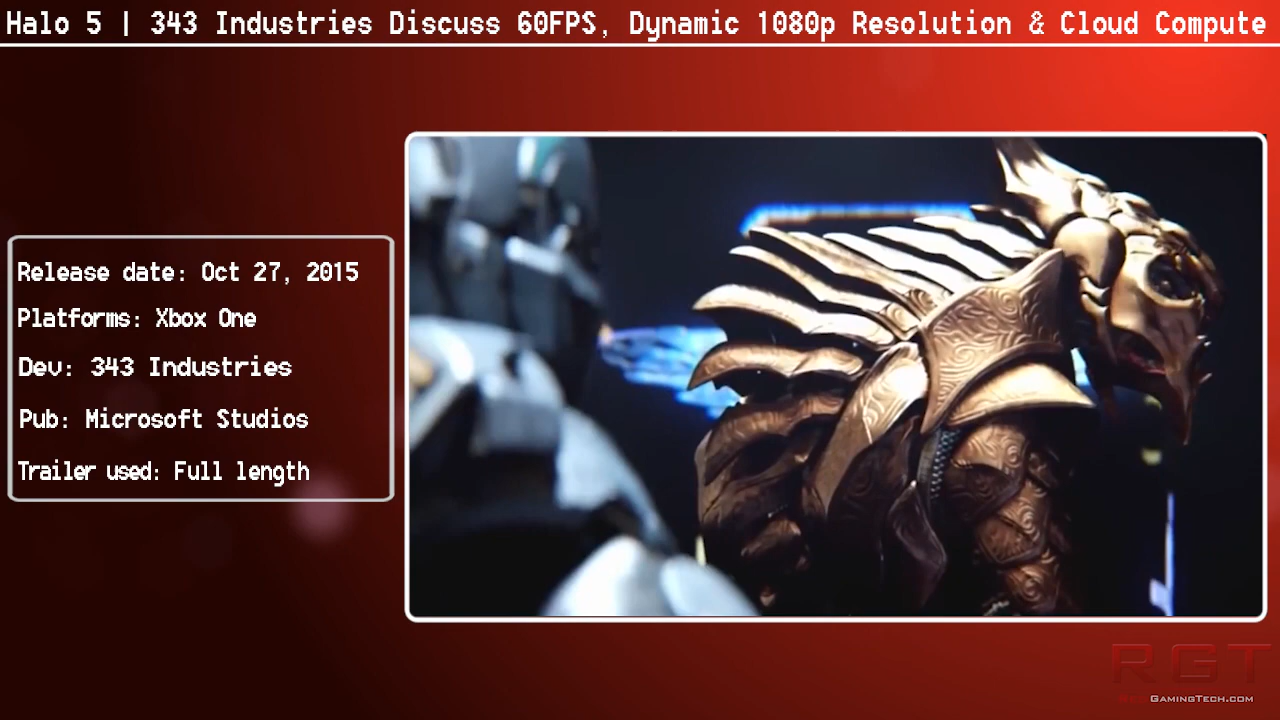 Halo 5 | 343 Industries Discuss 60FPS, Dynamic 1080p Resolution & Cloud Compute
Release date: Oct 27, 2015
Platforms: Xbox One
Dev: 343 Industries
Pub: Microsoft Studios
Trailer used: Full length
RGT
RedGamingTech.com